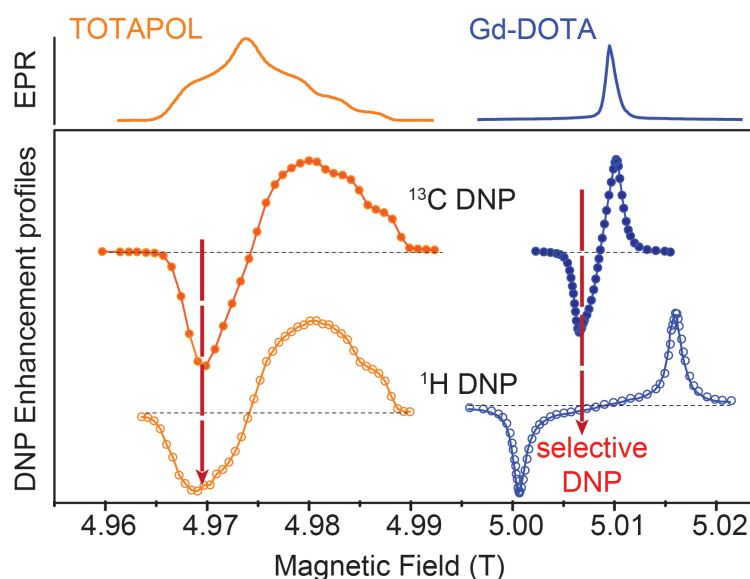 TOTAPOL
Gd-DOTA
EPR
DNP Enhancement profiles
¹³C DNP
¹H DNP
selective
DNP
4.96 4.97 4.98 4.99 5.00 5.01 5.02
Magnetic Field (T)